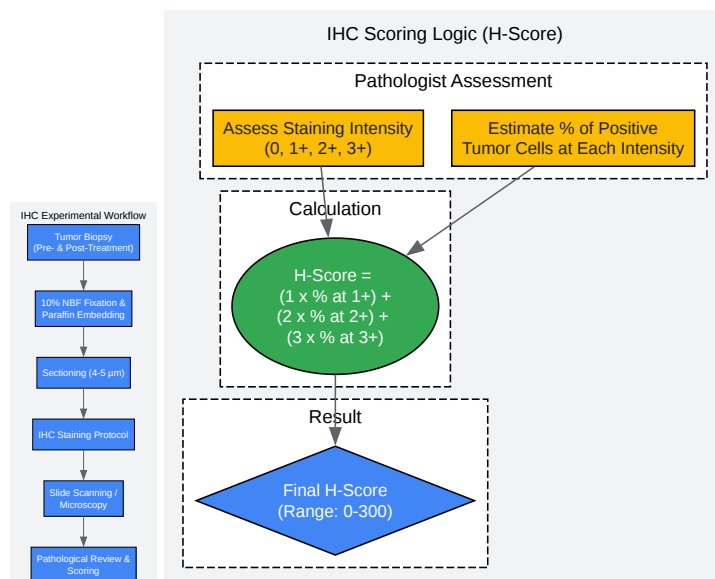 IHC Scoring Logic (H-Score)
Pathologist Assessment
Assess Staining Intensity
(0, 1+, 2+, 3+)
Estimate % of Positive
Tumor Cells at Each Intensity
Calculation
H-Score =
(1 x % at 1+) +
(2 x % at 2+) +
(3 x % at 3+)
Result
Final H-Score
(Range: 0-300)
IHC Experimental Workflow
Tumor Biopsy
(Pre- & Post-Treatment)
10% NBF Fixation &
Paraffin Embedding
Sectioning (4-5 µm)
IHC Staining Protocol
Slide Scanning /
Microscopy
Pathological Review &
Scoring